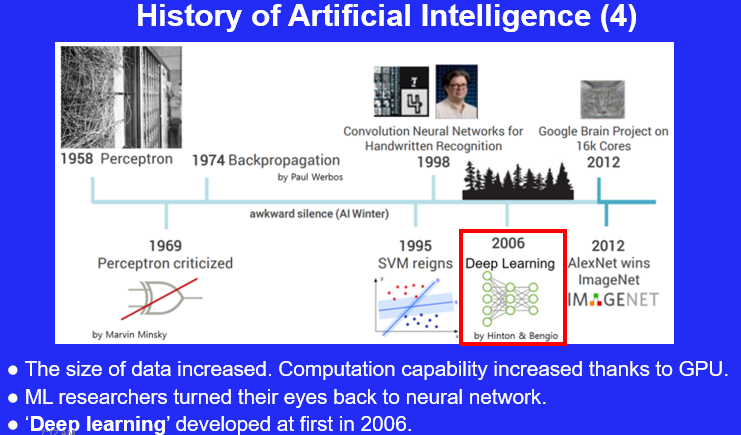 History of Artificial Intelligence (4)
Convolution Neural Networks for
Handwritten Recognition
Google Brain Project on
16k Cores
1958 Perceptron
1974 Backpropagation
1998
2012
by Paul Werbos
awkward silence (AI Winter)
1969
Perceptron criticized
1995
SVM reigns
2006
Deep Learning
2012
AlexNet wins
ImageNet
IMAGENET
by Marvin Minsky
by Hinton & Bengio
● The size of data increased. Computation capability increased thanks to GPU.
● ML researchers turned their eyes back to neural network.
● ‘Deep learning’ developed at first in 2006.